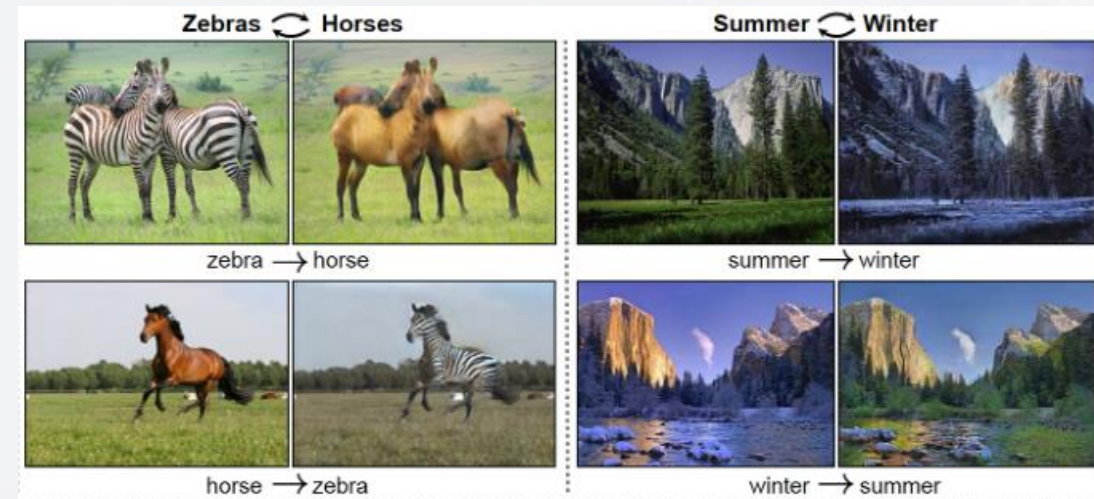 Zebras ⇄ Horses
zebra → horse
horse → zebra
Summer ⇄ Winter
summer → winter
winter → summer